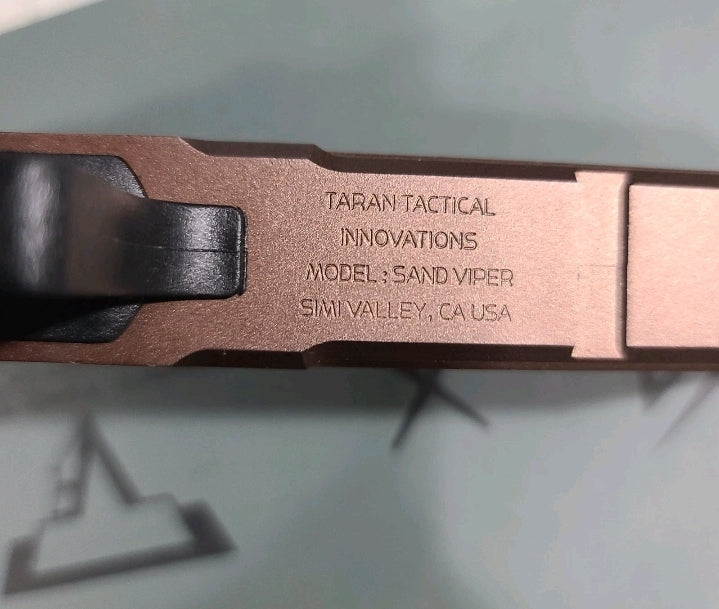 TARAN TACTICAL
INNOVATIONS
MODEL : SAND VIPER
SIMI VALLEY, CA USA